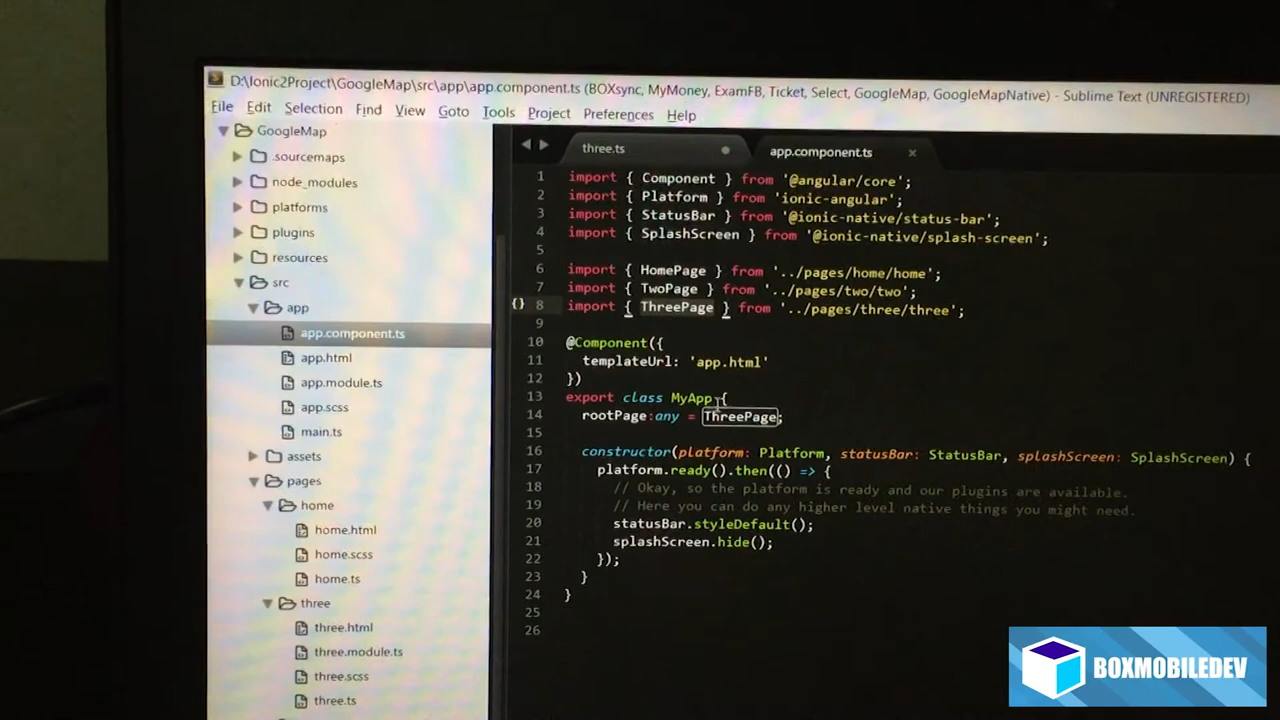 D:\Ionic2Project\GoogleMap\src\app\app.component.ts (BOXsync, MyMoney, ExamFB, Ticket, Select, GoogleMap, GoogleMapNative) - Sublime Text (UNREGISTERED)
File Edit Selection Find View Goto Tools Project Preferences Help
GoogleMap
.sourcemaps
node_modules
platforms
plugins
resources
src
app
app.component.ts
app.html
app.module.ts
app.scss
main.ts
assets
pages
home
home.html
home.scss
home.ts
three
three.html
three.module.ts
three.scss
three.ts
three.ts app.component.ts
1 import { Component } from '@angular/core';
2 import { Platform } from 'ionic-angular';
3 import { StatusBar } from '@ionic-native/status-bar';
4 import { SplashScreen } from '@ionic-native/splash-screen';
5
6 import { HomePage } from '../pages/home/home';
7 import { TwoPage } from '../pages/two/two';
{} 8 import { ThreePage } from '../pages/three/three';
9
10 @Component({
11 templateUrl: 'app.html'
12 })
13 export class MyApp {
14 rootPage:any = ThreePage;
15
16 constructor(platform: Platform, statusBar: StatusBar, splashScreen: SplashScreen) {
17 platform.ready().then(() => {
18 // Okay, so the platform is ready and our plugins are available.
19 // Here you can do any higher level native things you might need.
20 statusBar.styleDefault();
21 splashScreen.hide();
22 });
23 }
24 }
25
26
BOXMOBILEDEV